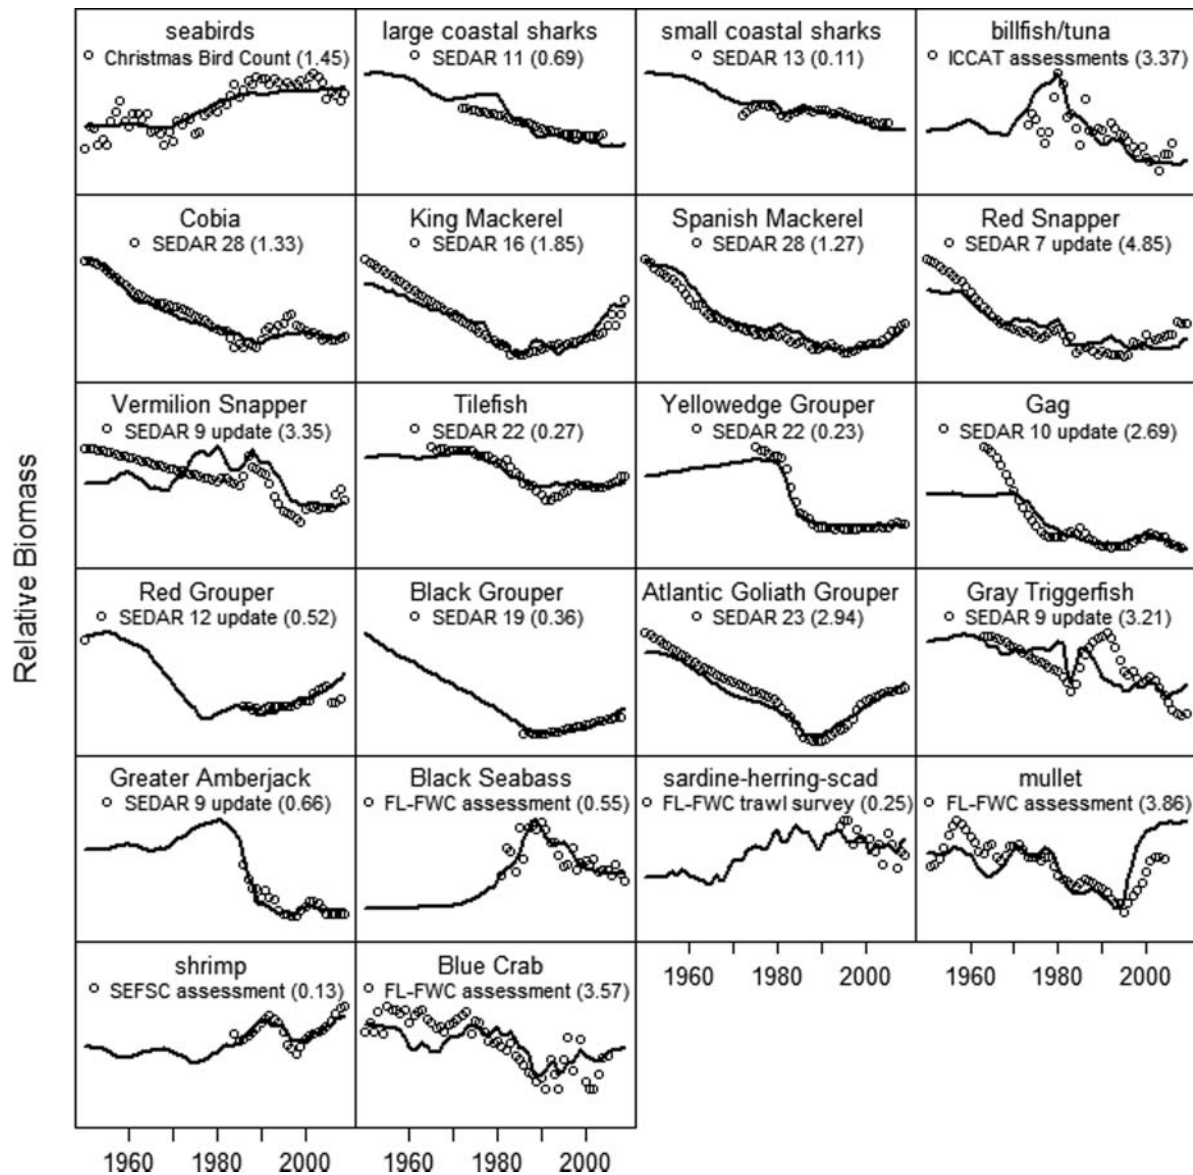 seabirds
Christmas Bird Count (1.45)
large coastal sharks
SEDAR 11 (0.69)
small coastal sharks
SEDAR 13 (0.11)
billfish/tuna
ICCAT assessments (3.37)
Cobia
SEDAR 28 (1.33)
King Mackerel
SEDAR 16 (1.85)
Spanish Mackerel
SEDAR 28 (1.27)
Red Snapper
SEDAR 7 update (4.85)
Vermilion Snapper
SEDAR 9 update (3.35)
Tilefish
SEDAR 22 (0.27)
Yellowedge Grouper
SEDAR 22 (0.23)
Gag
SEDAR 10 update (2.69)
Relative Biomass
Red Grouper
SEDAR 12 update (0.52)
Black Grouper
SEDAR 19 (0.36)
Atlantic Goliath Grouper
SEDAR 23 (2.94)
Gray Triggerfish
SEDAR 9 update (3.21)
Greater Amberjack
SEDAR 9 update (0.66)
Black Seabass
FL-FWC assessment (0.55)
sardine-herring-scad
FL-FWC trawl survey (0.25)
mullet
FL-FWC assessment (3.86)
1960 1980 2000
1960 1980 2000
shrimp
SEFSC assessment (0.13)
Blue Crab
FL-FWC assessment (3.57)
1960 1980 2000
1960 1980 2000